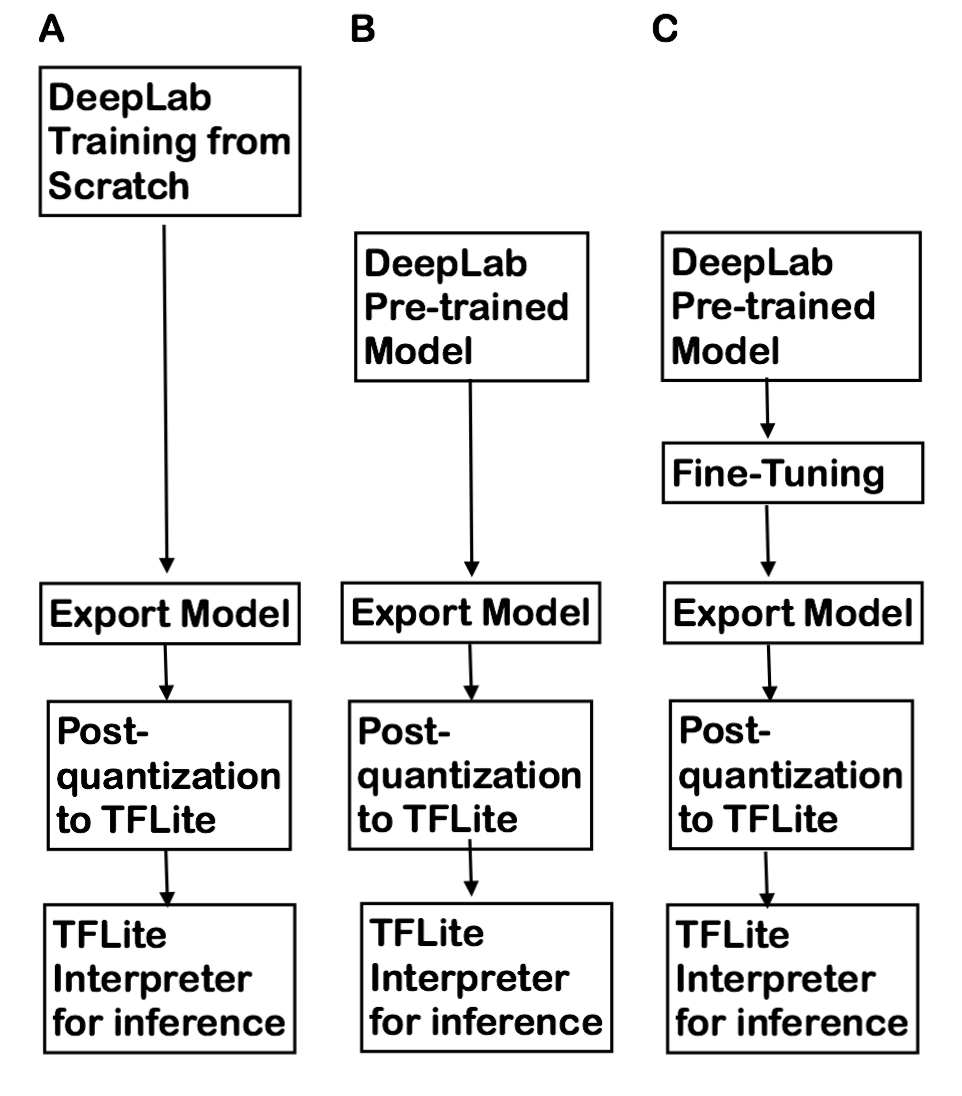 A
DeepLab
Training from
Scratch
Export Model
Post-
quantization
to TFLite
TFLite
Interpreter
for inference
B
DeepLab
Pre-trained
Model
Export Model
Post-
quantization
to TFLite
TFLite
Interpreter
for inference
C
DeepLab
Pre-trained
Model
Fine-Tuning
Export Model
Post-
quantization
to TFLite
TFLite
Interpreter
for inference